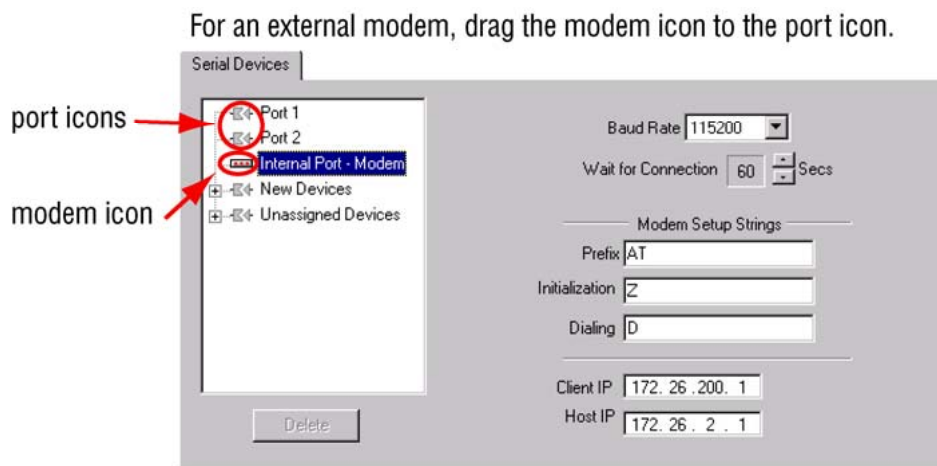 For an external modem, drag the modem icon to the port icon.
Serial Devices
port icons
modem icon
Port 1
Port 2
Internal Port - Modem
New Devices
Unassigned Devices
Delete
Baud Rate 115200
Wait for Connection 60 Secs
Modem Setup Strings
Prefix AT
Initialization Z
Dialing D
Client IP 172. 26 .200. 1
Host IP 172. 26 . 2 . 1